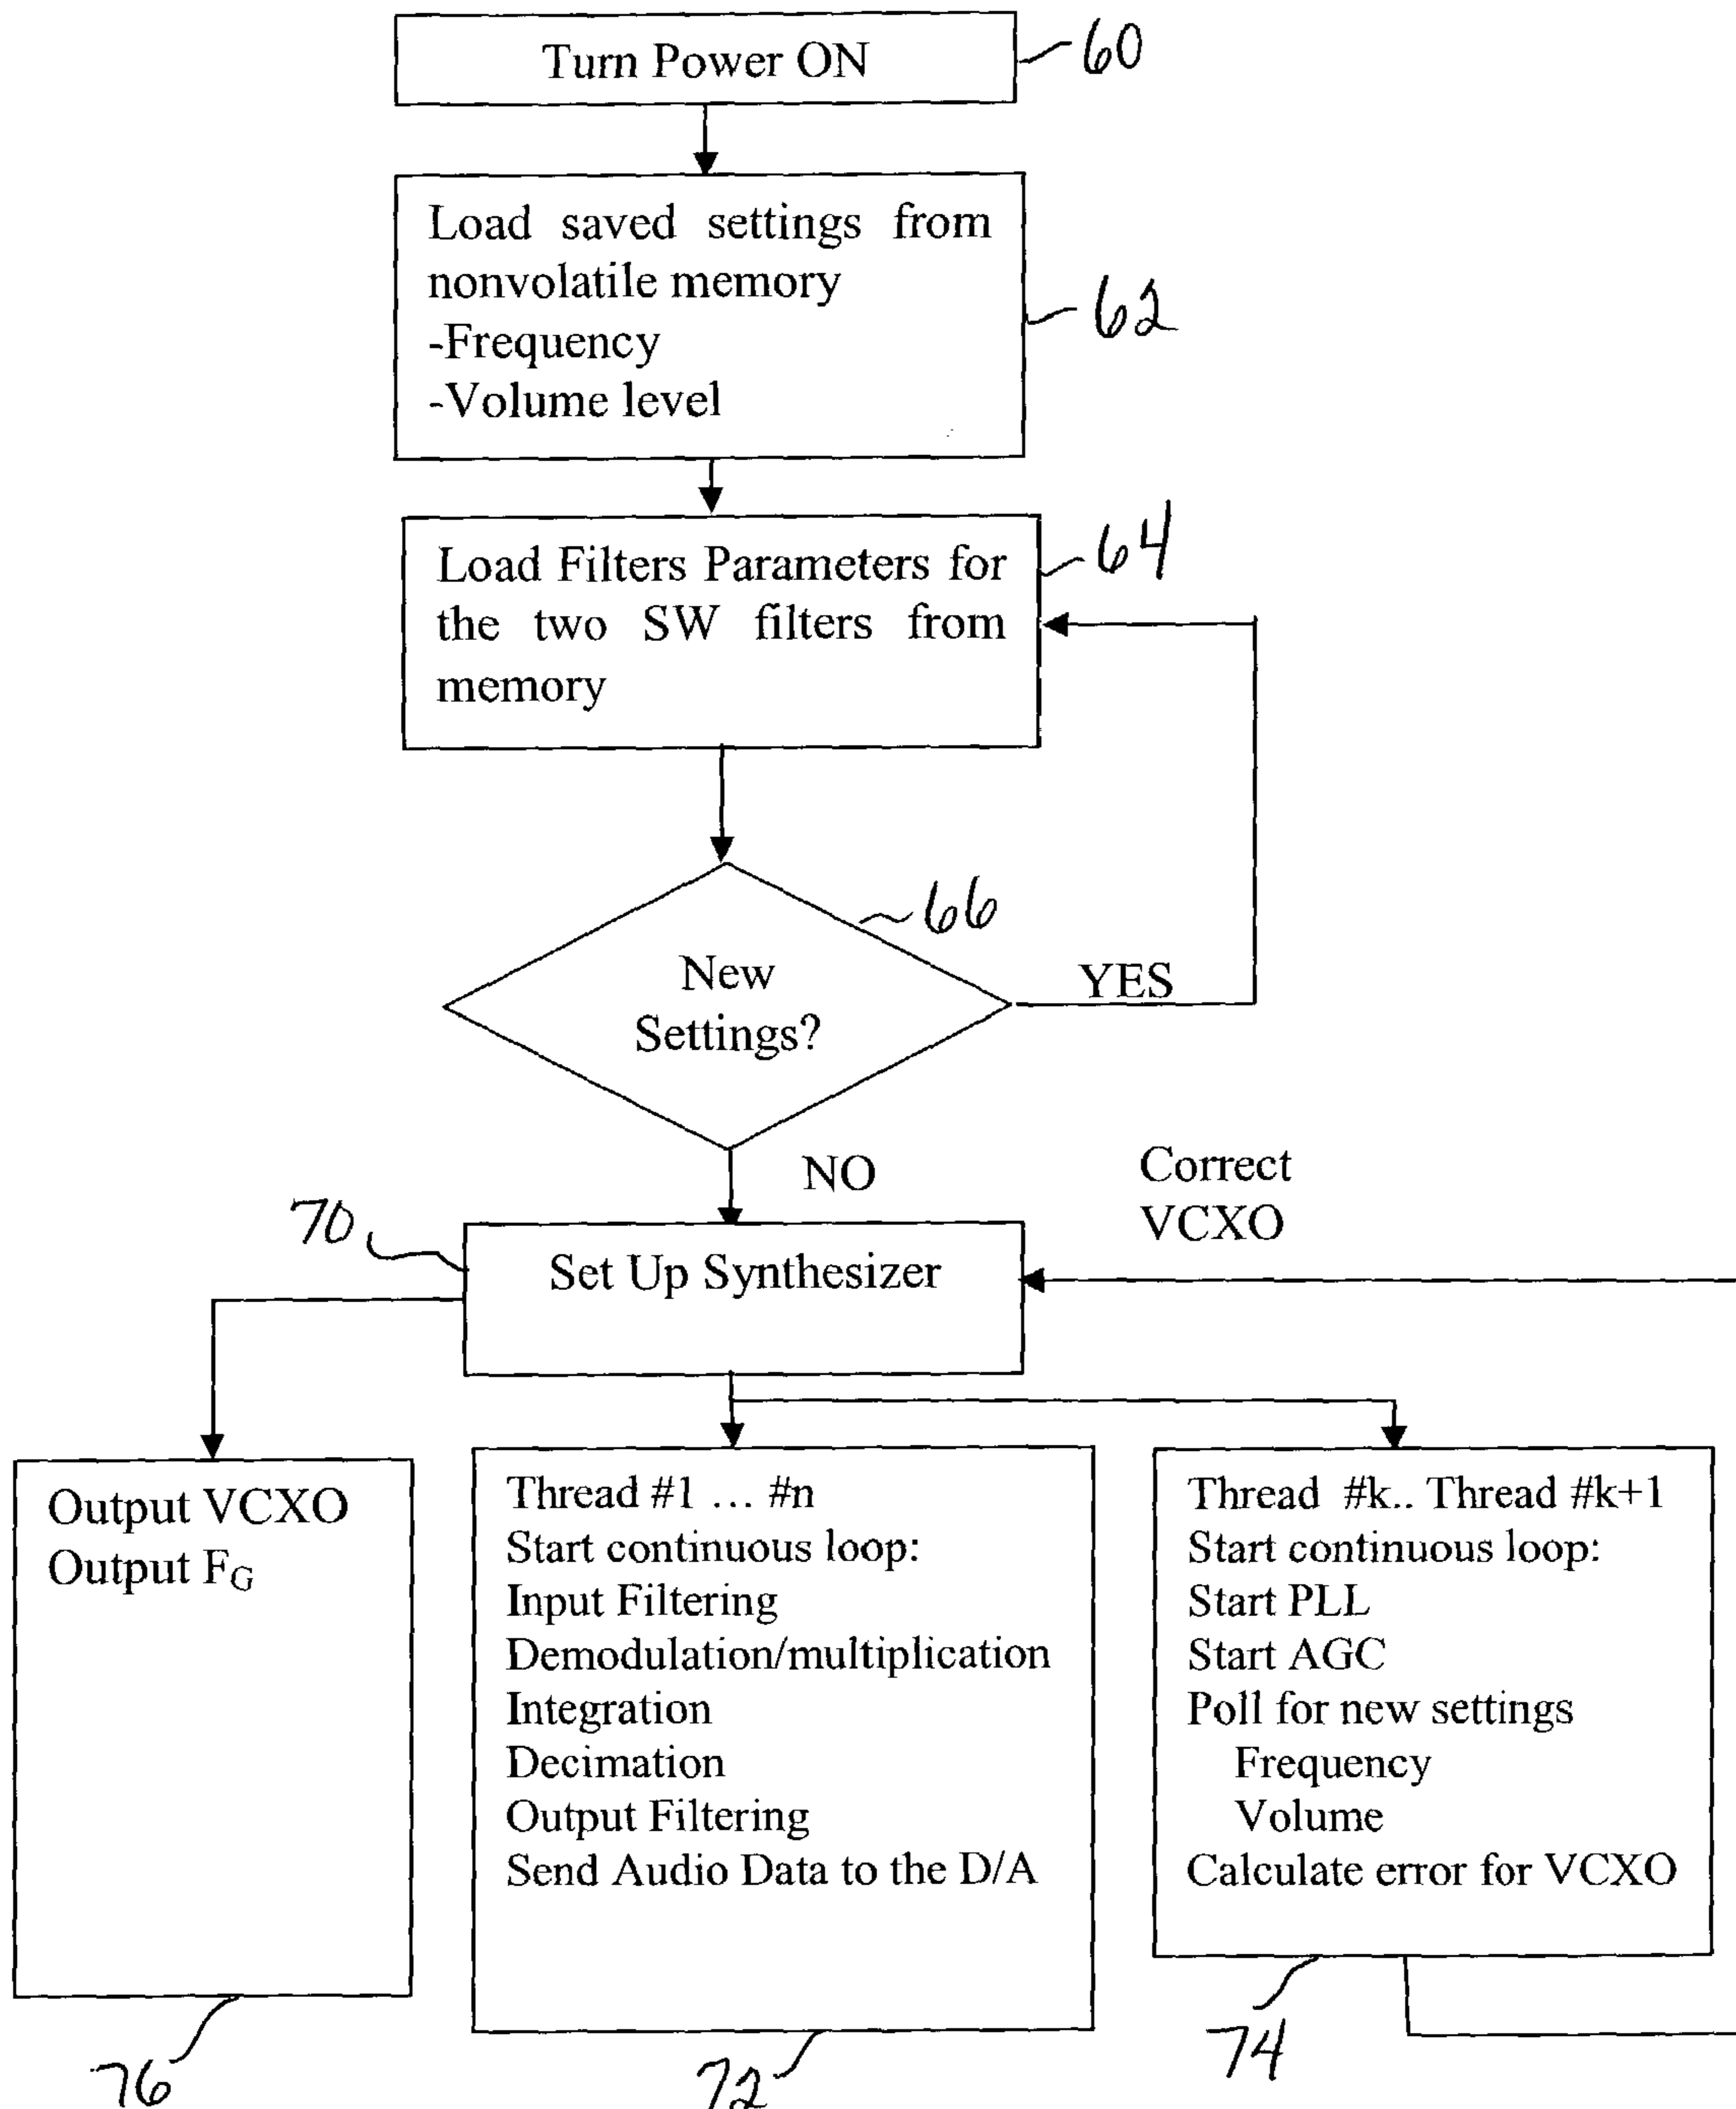 Turn Power ON
60
Load saved settings from
nonvolatile memory
-Frequency
-Volume level
62
Load Filters Parameters for
the two SW filters from
memory
64
66
New
Settings?
YES
NO
Correct
VCXO
70
Set Up Synthesizer
Output VCXO
Output FG
76
Thread #1 ... #n
Start continuous loop:
Input Filtering
Demodulation/multiplication
Integration
Decimation
Output Filtering
Send Audio Data to the D/A
72
Thread #k.. Thread #k+1
Start continuous loop:
Start PLL
Start AGC
Poll for new settings
Frequency
Volume
Calculate error for VCXO
74